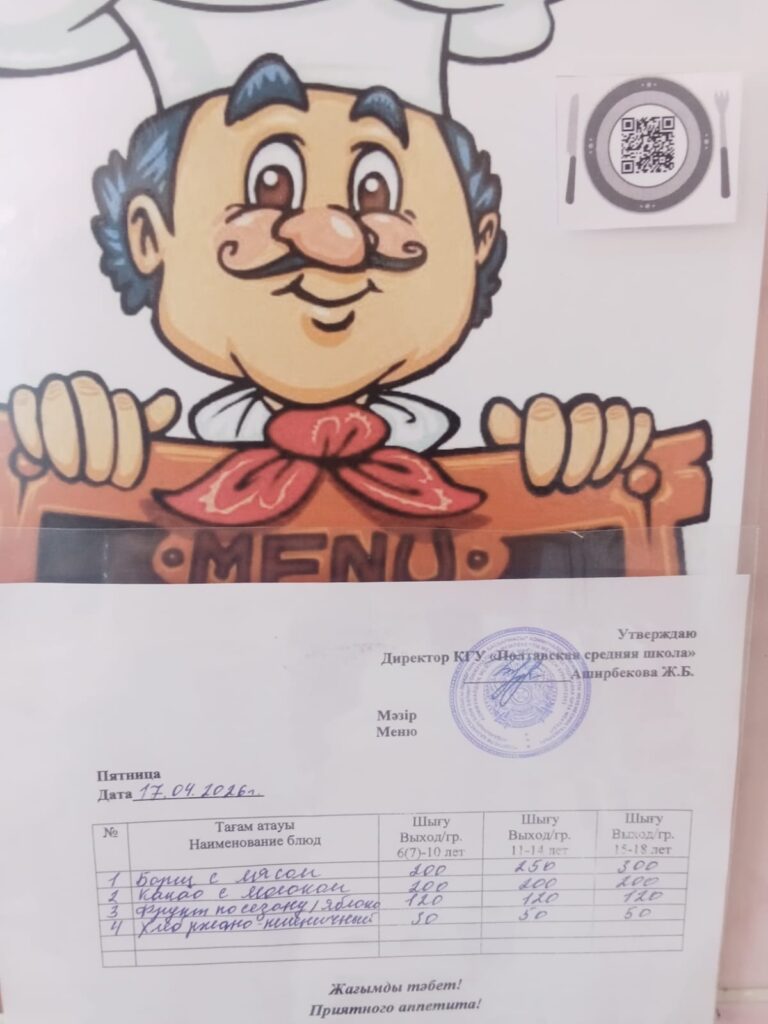 MENU
Утверждаю
Директор КГУ «Полтавская средняя школа»
Аширбекова Ж.Б.
Мәзір
Меню
Пятница
Дата 17.04.2026г.
№ Тағам атауы Наименование блюд Шығу Выход/гр. 6(7)-10 лет Шығу Выход/гр. 11-14 лет Шығу Выход/гр. 15-18 лет
1 Борщ с мясом 200 250 300
2 Какао с молоком 200 200 200
3 Фрукт по сезону/яблоко 120 120 120
4 ржано-пшеничный 30 50 50
Жағымды тәбет!
Приятного аппетита!